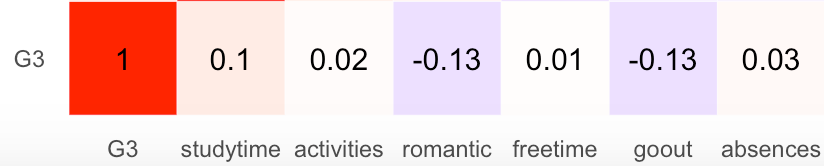 G3 1 0.1 0.02 -0.13 0.01 -0.13 0.03
G3 studytime activities romantic freetime goout absences